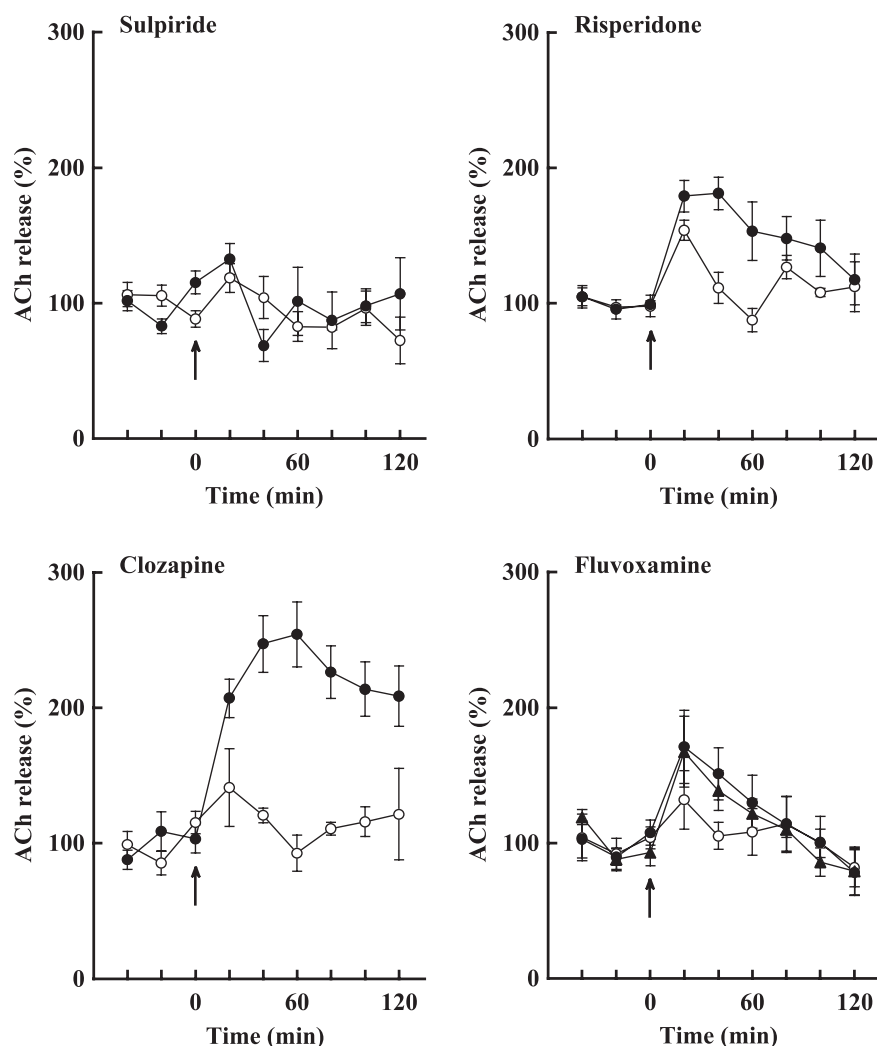 Sulpiride
300
200
100
0
ACh release (%)
0 60 120
Time (min)
Risperidone
300
200
100
0
ACh release (%)
0 60 120
Time (min)
Clozapine
300
200
100
0
ACh release (%)
0 60 120
Time (min)
Fluvoxamine
300
200
100
0
ACh release (%)
0 60 120
Time (min)